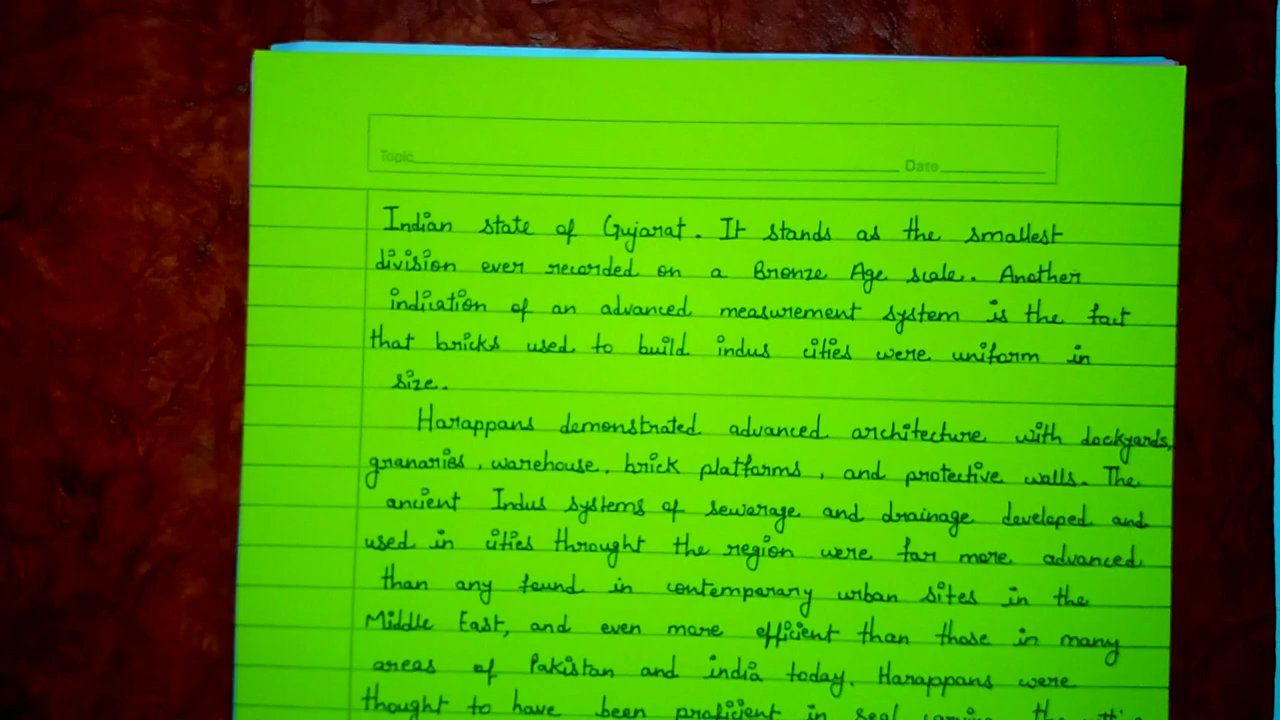 Topic Date
Indian state of Gujarat. It stands as the smallest
division ever recorded on a Bronze Age scale. Another
indication of an advanced measurement system is the fact
that bricks used to build indus cities were uniform in
size.
Harappans demonstrated advanced architecture with dockyards,
granaries, warehouse, brick platforms, and protective walls. The
ancient Indus systems of sewerage and drainage developed and
used in cities throught the region were far more advanced
than any found in contemporary urban sites in the
Middle East, and even more efficient than those in many
areas of Pakistan and india today. Harappans were
thought to have been proficient in seal carving the